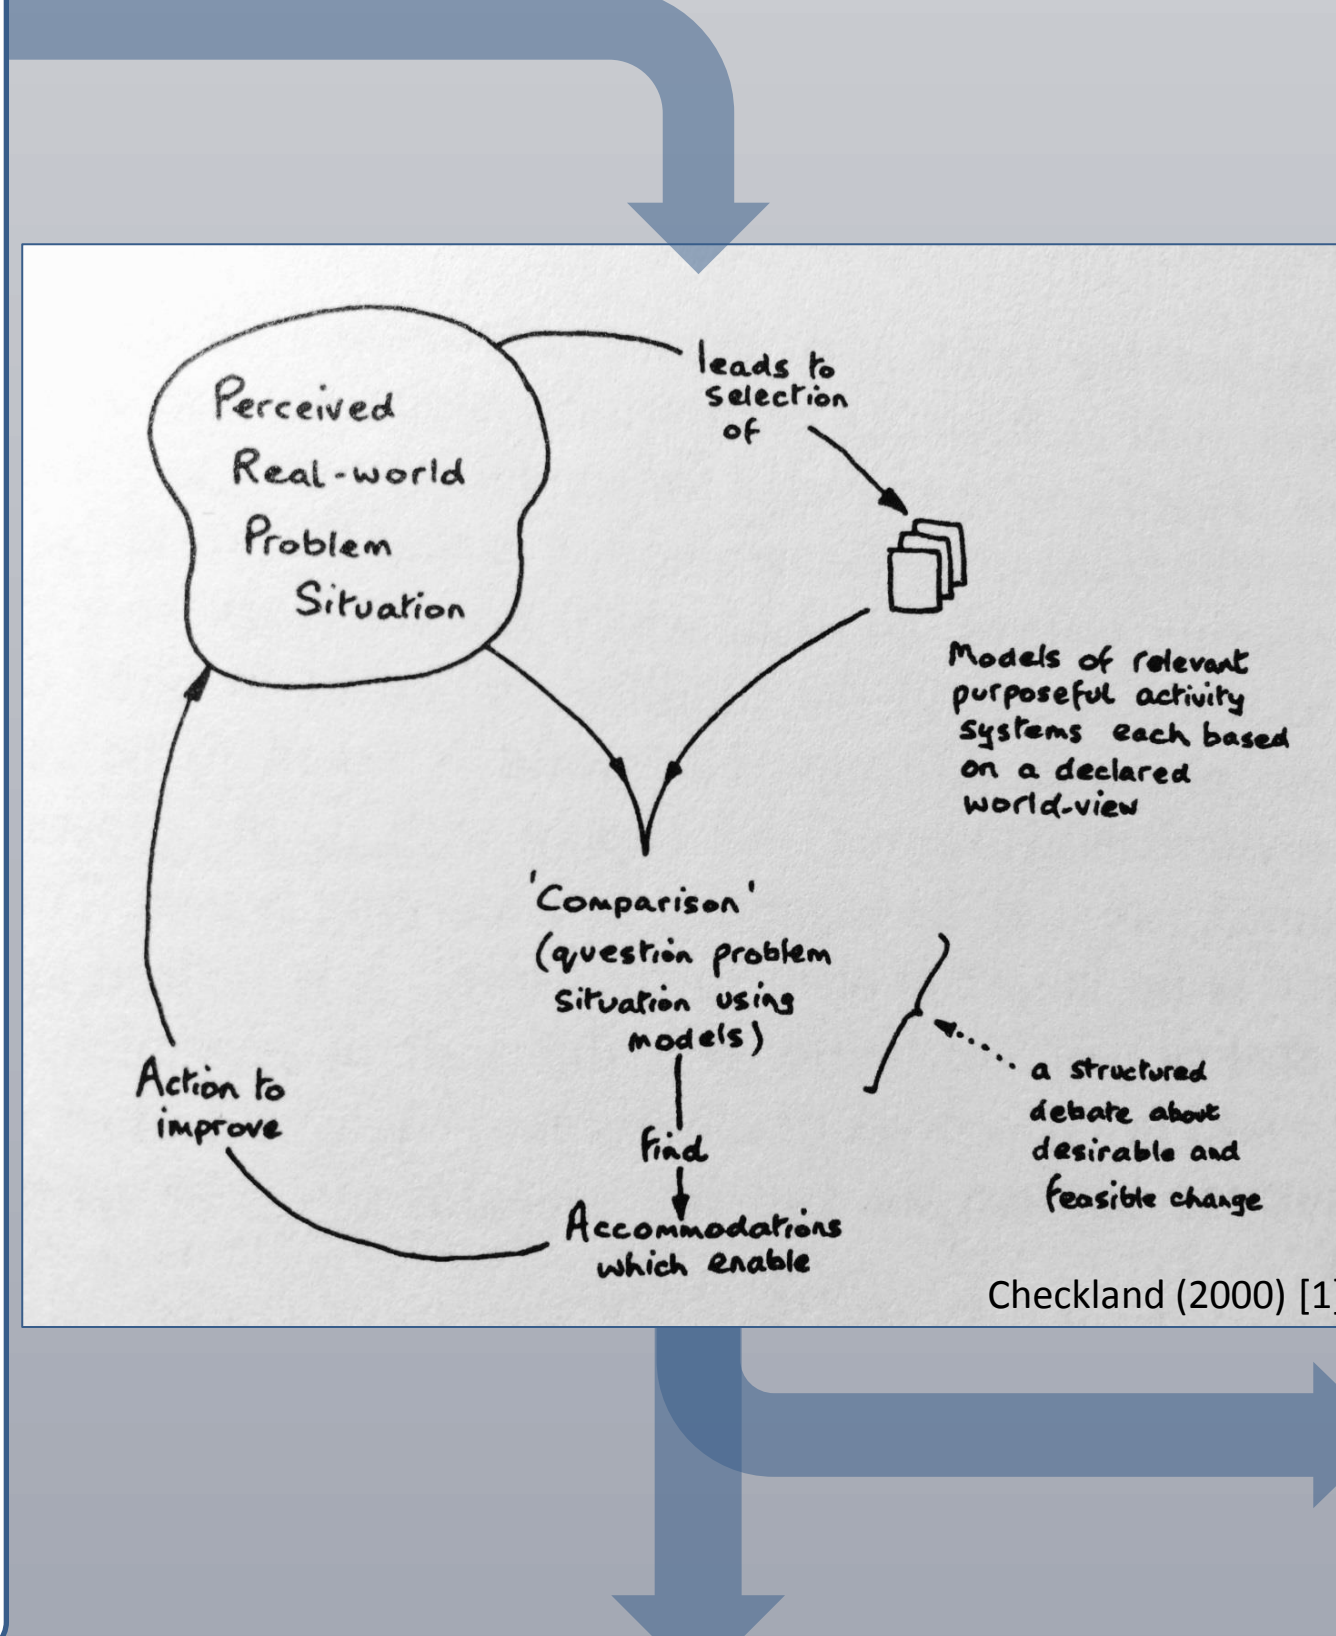 Perceived
Real-world
Problem
Situation
leads to
selection
of
Models of relevant
purposeful activity
systems each based
on a declared
world-view
'Comparison'
(question problem
situation using
models)
find
Accommodations
which enable
Action to
improve
a structured
debate about
desirable and
feasible change
Checkland (2000) [1]